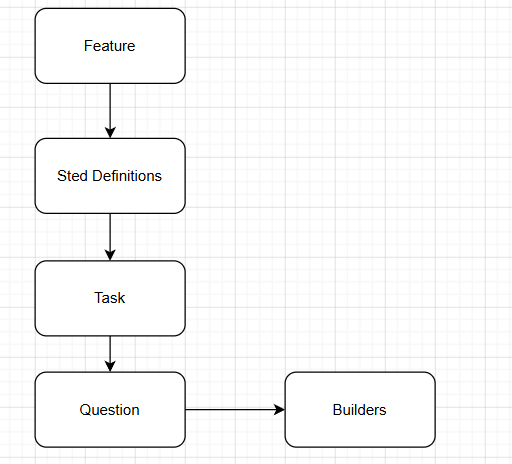 Feature
Sted Definitions
Task
Question
Builders